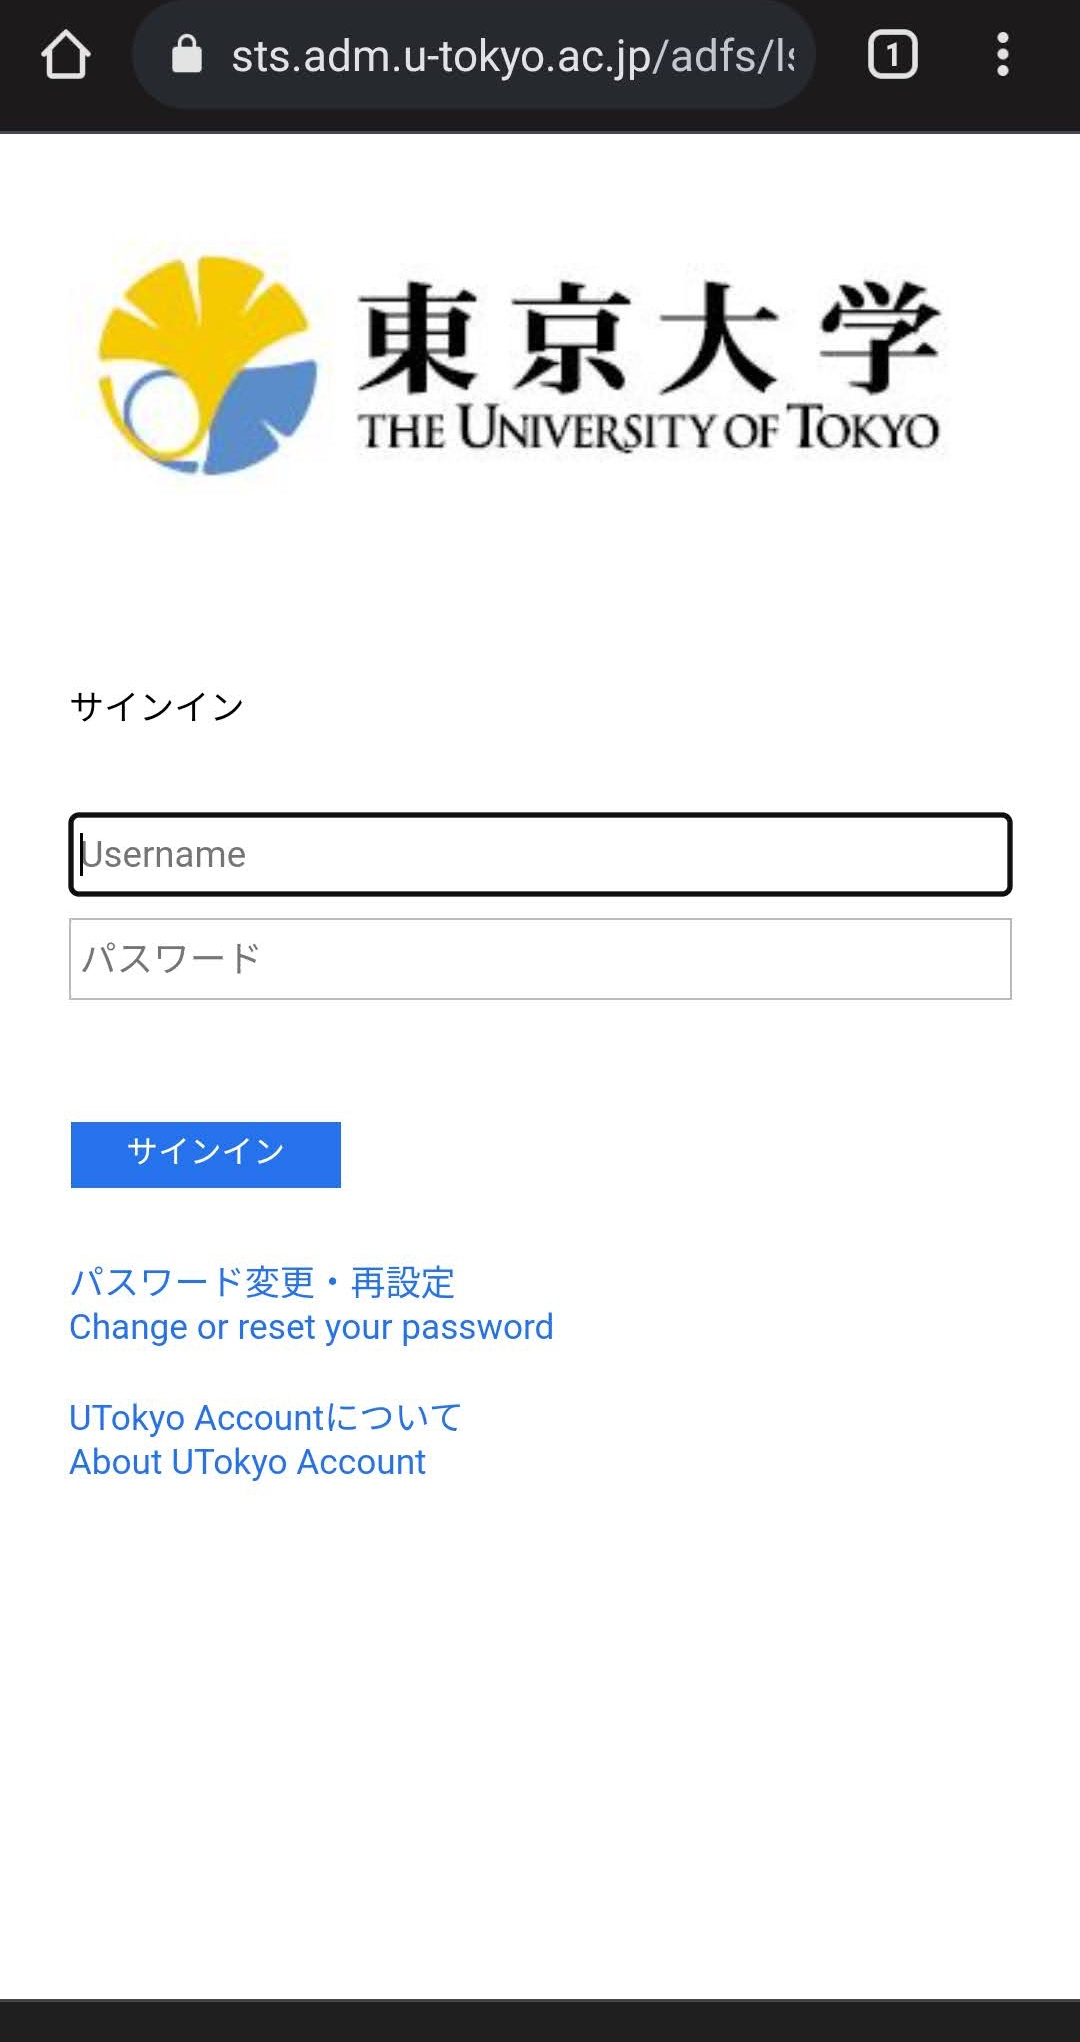 sts.adm.u-tokyo.ac.jp/adfs/ls
1
東京大学
THE UNIVERSITY OF TOKYO
サインイン
Username
パスワード
サインイン
パスワード変更・再設定
Change or reset your password
UTokyo Accountについて
About UTokyo Account